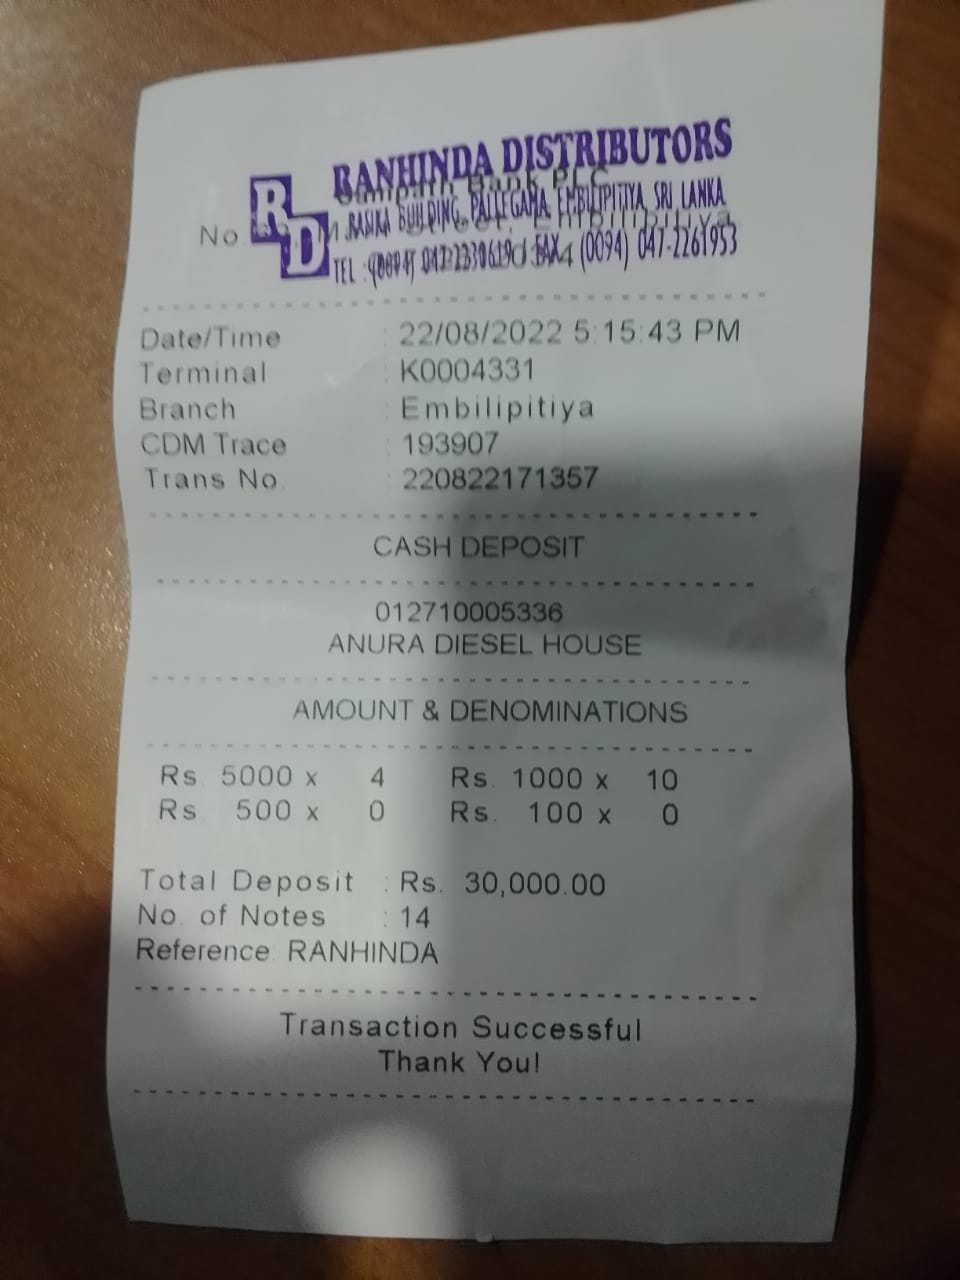 RD
RANHINDA DISTRIBUTORS
Bank PLC
RASIKA BUILDING, PALLEGAMA, EMBILIPITIYA, SRI LANKA
No
TEL : FAX (0094) 047-2261953
Date/Time : 22/08/2022 5:15:43 PM
Terminal : K0004331
Branch : Embilipitiya
CDM Trace : 193907
Trans No. : 220822171357
CASH DEPOSIT
012710005336
ANURA DIESEL HOUSE
AMOUNT & DENOMINATIONS
Rs. 5000 x 4 Rs. 1000 x 10
Rs. 500 x 0 Rs. 100 x 0
Total Deposit : Rs. 30,000.00
No. of Notes : 14
Reference: RANHINDA
Transaction Successful
Thank You!